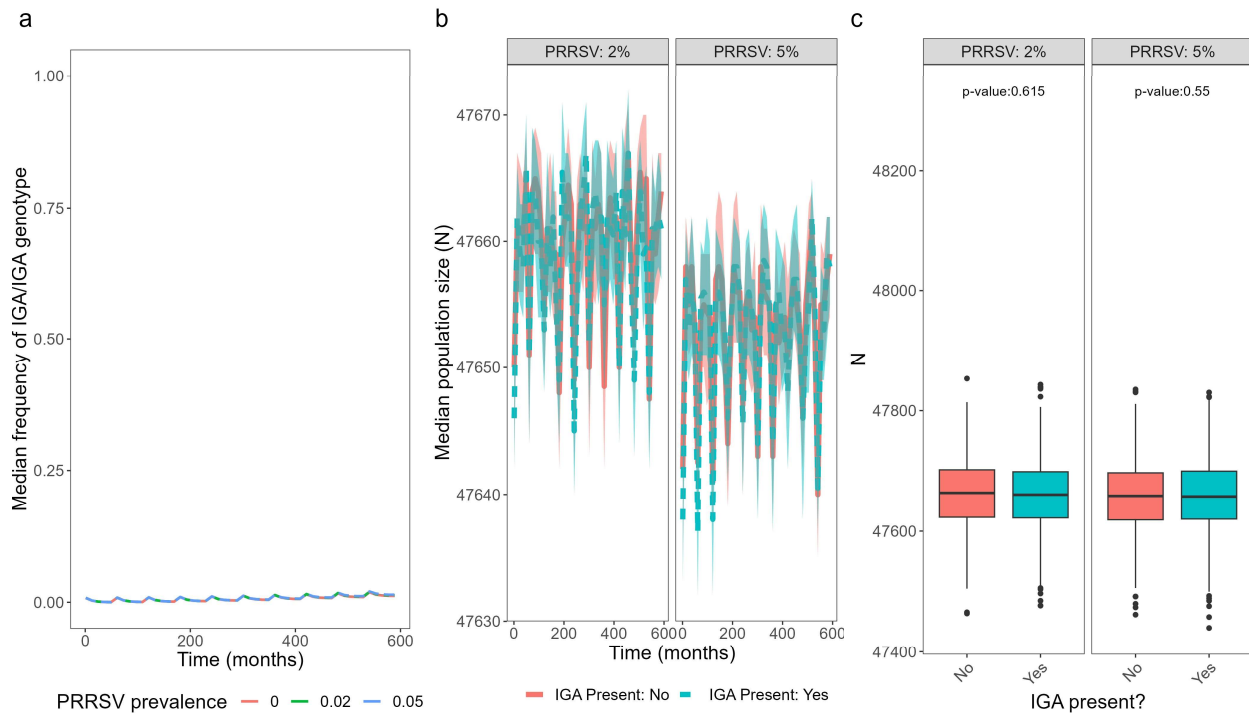 a
Median frequency of IGA/IGA genotype
1.00
0.75
0.50
0.25
0.00
0
200
400
600
Time (months)
PRRSV prevalence
0
0.02
0.05
b
PRRSV: 2%
PRRSV: 5%
Median population size (N)
47670
47660
47650
47640
47630
0
200
400
600
0
200
400
600
Time (months)
IGA Present: No
IGA Present: Yes
c
PRRSV: 2%
PRRSV: 5%
p-value:0.615
p-value:0.55
N
48200
48000
47800
47600
47400
No
Yes
No
Yes
IGA present?